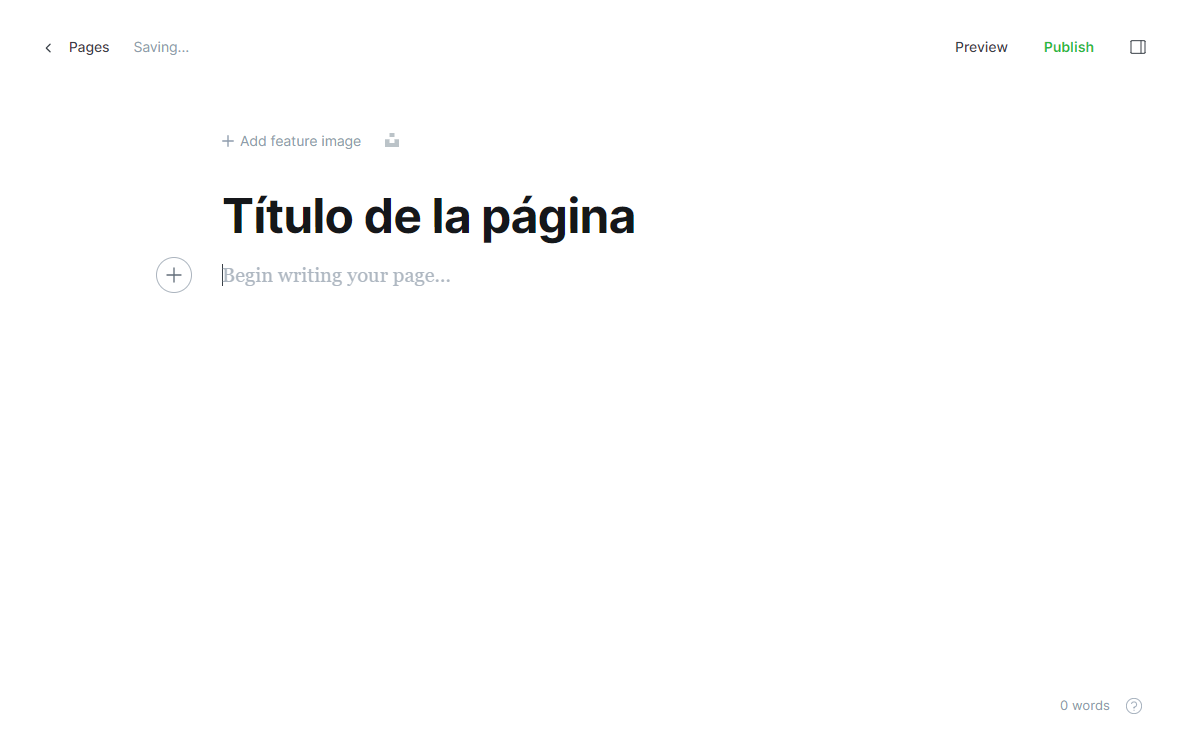 Pages Saving... Preview Publish
Add feature image
Título de la página
Begin writing your page...
0 words